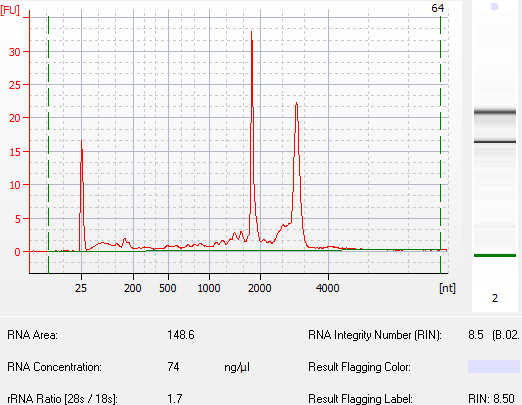 [FU]
64
30
25
20
15
10
5
0
25 200 500 1000 2000 4000 [nt]
2
RNA Area: 148.6 RNA Integrity Number (RIN): 8.5 (B.02.
RNA Concentration: 74 ng/µl Result Flagging Color:
rRNA Ratio [28s / 18s]: 1.7 Result Flagging Label: RIN: 8.50